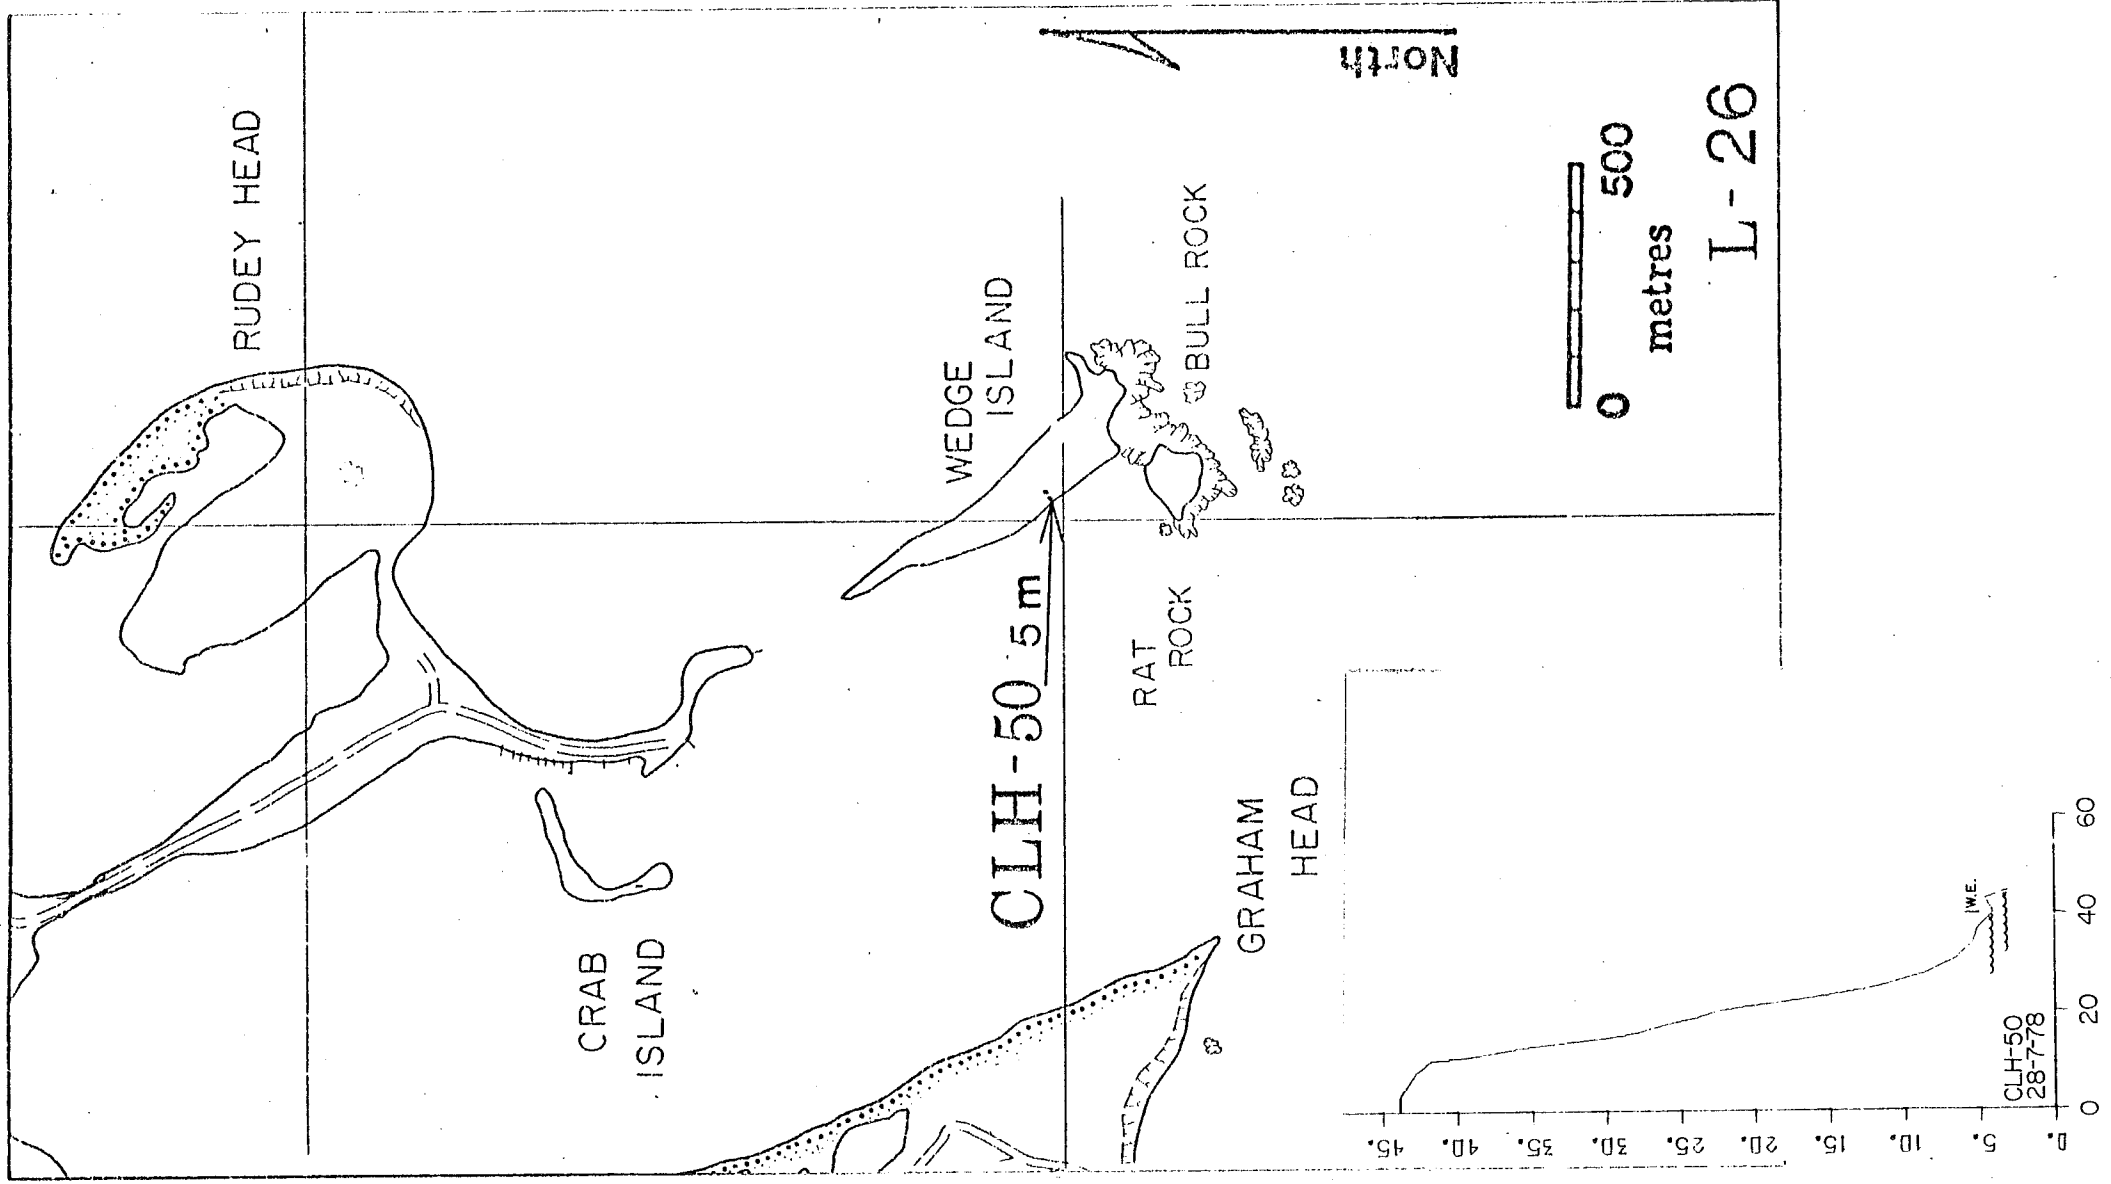 RUDEY HEAD
North
WEDGE
ISLAND
BULL ROCK
CLH-50 5 m
RAT
ROCK
CRAB
ISLAND
GRAHAM
HEAD
0 500
metres
L-26
45.
40.
35.
30.
25.
20.
15.
10.
5.
0.
I.W.E.
CLH-50
28-7-78
0 20 40 60